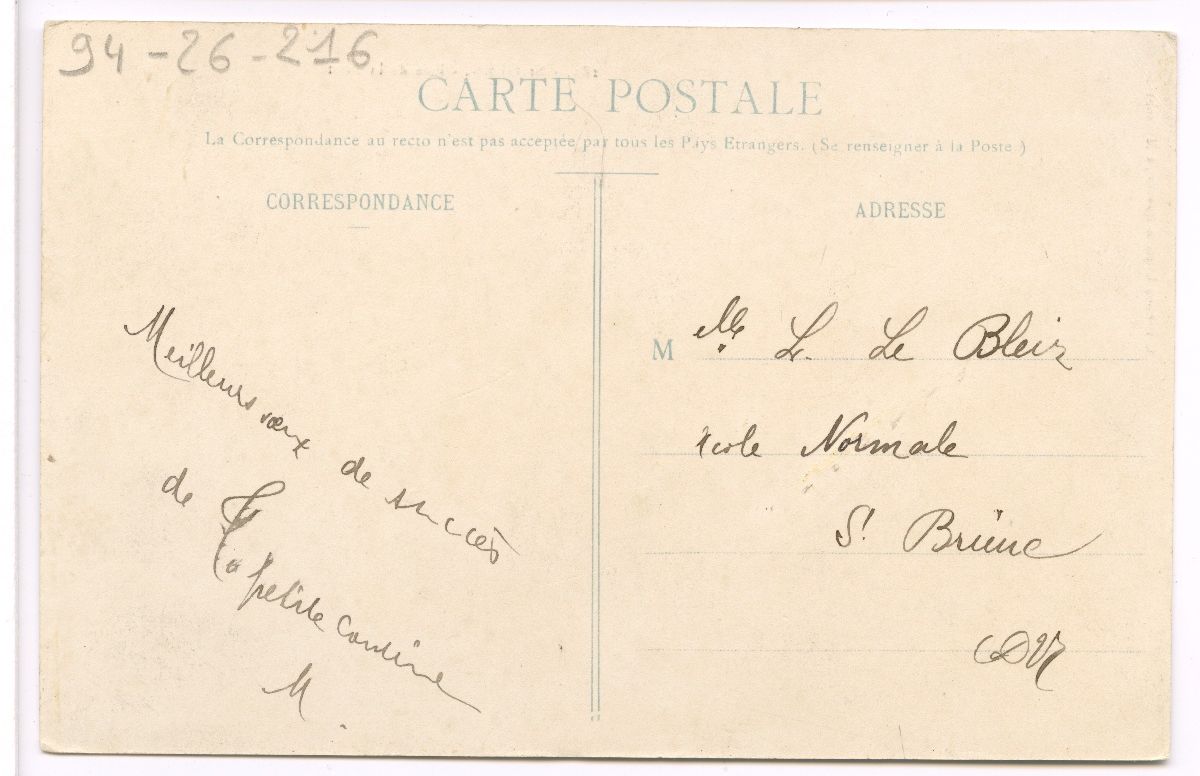 94-26-216
CARTE POSTALE
La Correspondance au recto n'est pas acceptée par tous les Pays Etrangers. (Se renseigner à la Poste)
CORRESPONDANCE
Meilleurs vœux de succès
de Ta petite cousine
M.
ADRESSE
M elle L. Le Bleiz
école Normale
St Brieuc
CDN